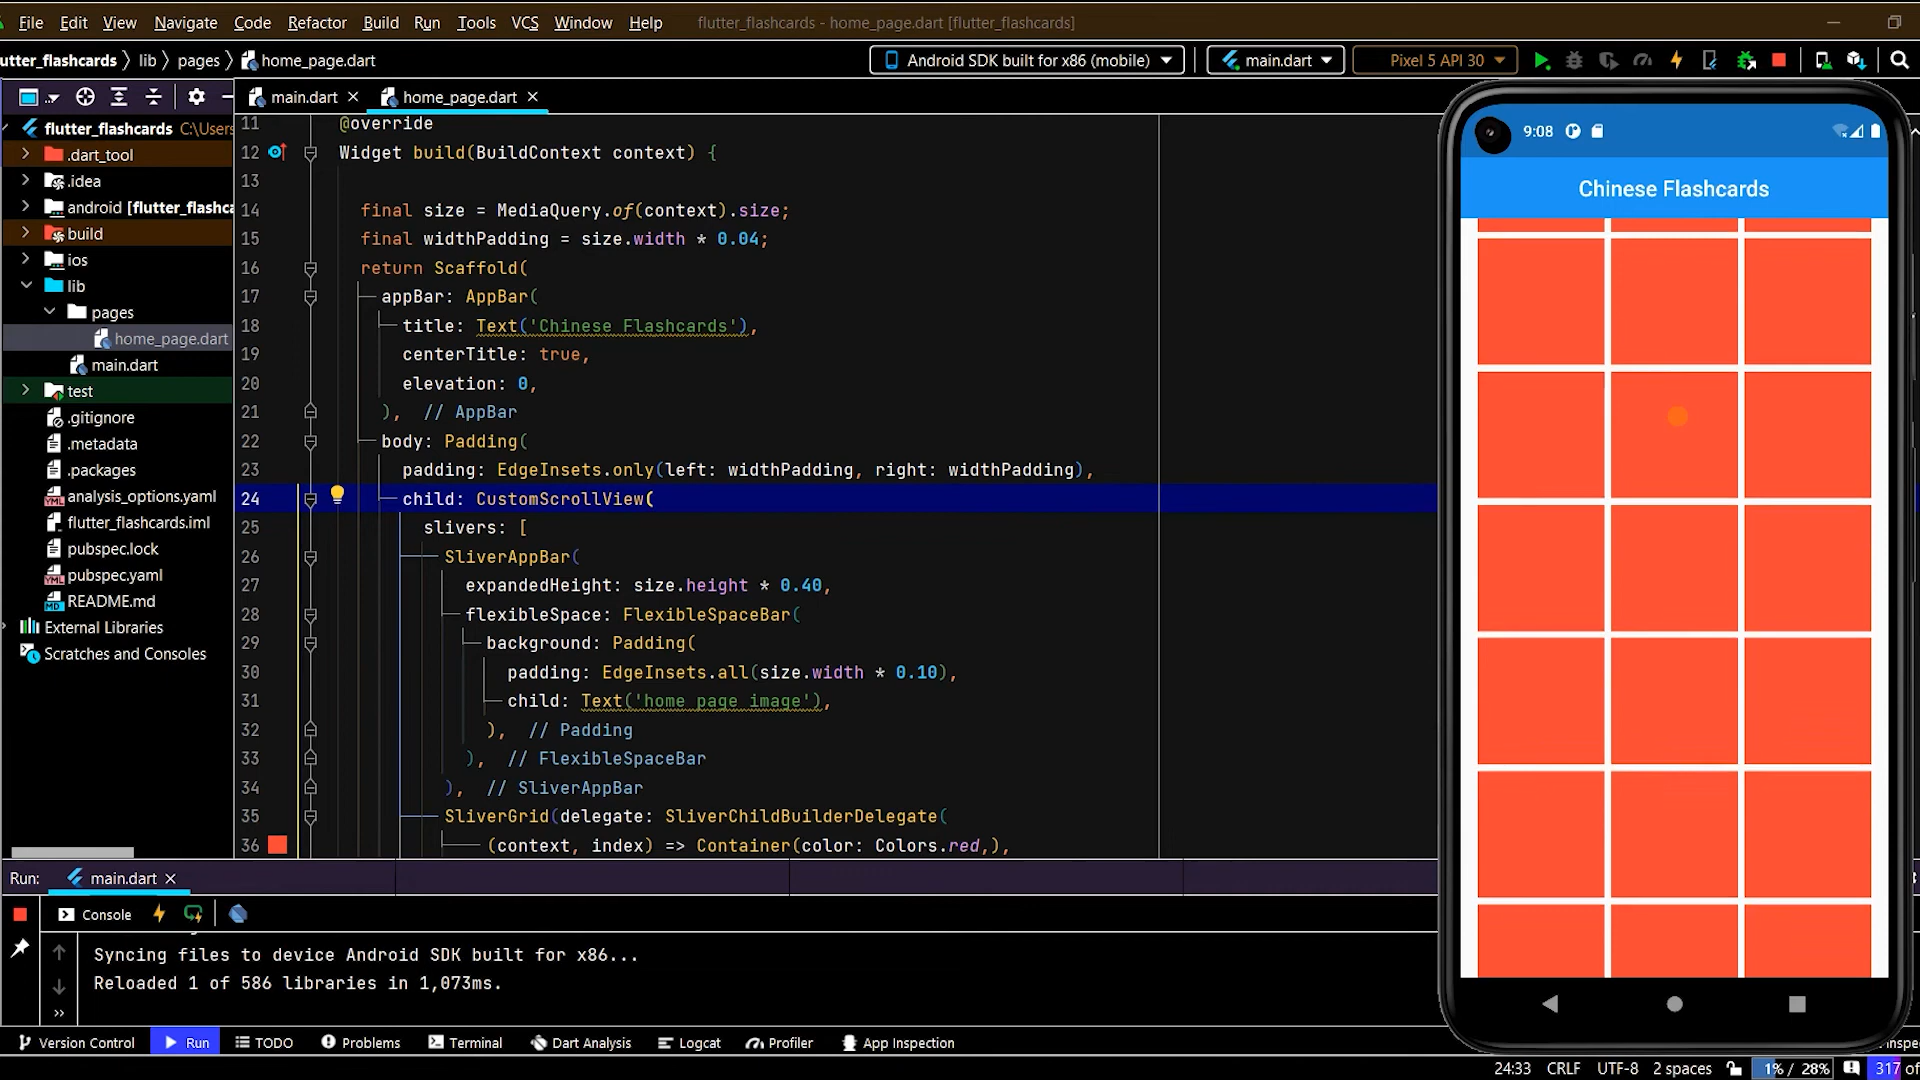 File Edit View Navigate Code Refactor Build Run Tools VCS Window Help flutter_flashcards - home_page.dart [flutter_flashcards]
utter_flashcards lib pages home_page.dart Android SDK built for x86 (mobile) main.dart Pixel 5 API 30
main.dart home_page.dart
flutter_flashcards C:\Users
.dart_tool
.idea
android [flutter_flashca
build
ios
lib
pages
home_page.dart
main.dart
test
.gitignore
.metadata
.packages
analysis_options.yaml
flutter_flashcards.iml
pubspec.lock
pubspec.yaml
README.md
External Libraries
Scratches and Consoles
11 @override
12 Widget build(BuildContext context) {
13
14 final size = MediaQuery.of(context).size;
15 final widthPadding = size.width * 0.04;
16 return Scaffold(
17 appBar: AppBar(
18 title: Text('Chinese Flashcards'),
19 centerTitle: true,
20 elevation: 0,
21 ), // AppBar
22 body: Padding(
23 padding: EdgeInsets.only(left: widthPadding, right: widthPadding),
24 child: CustomScrollView(
25 slivers: [
26 SliverAppBar(
27 expandedHeight: size.height * 0.40,
28 flexibleSpace: FlexibleSpaceBar(
29 background: Padding(
30 padding: EdgeInsets.all(size.width * 0.10),
31 child: Text('home page image'),
32 ), // Padding
33 ), // FlexibleSpaceBar
34 ), // SliverAppBar
35 SliverGrid(delegate: SliverChildBuilderDelegate(
36 (context, index) => Container(color: Colors.red,),
9:08
Chinese Flashcards
Run: main.dart
Console
Syncing files to device Android SDK built for x86...
Reloaded 1 of 586 libraries in 1,073ms.
Version Control Run TODO Problems Terminal Dart Analysis Logcat Profiler App Inspection
24:33 CRLF UTF-8 2 spaces 1% / 28% 317 of